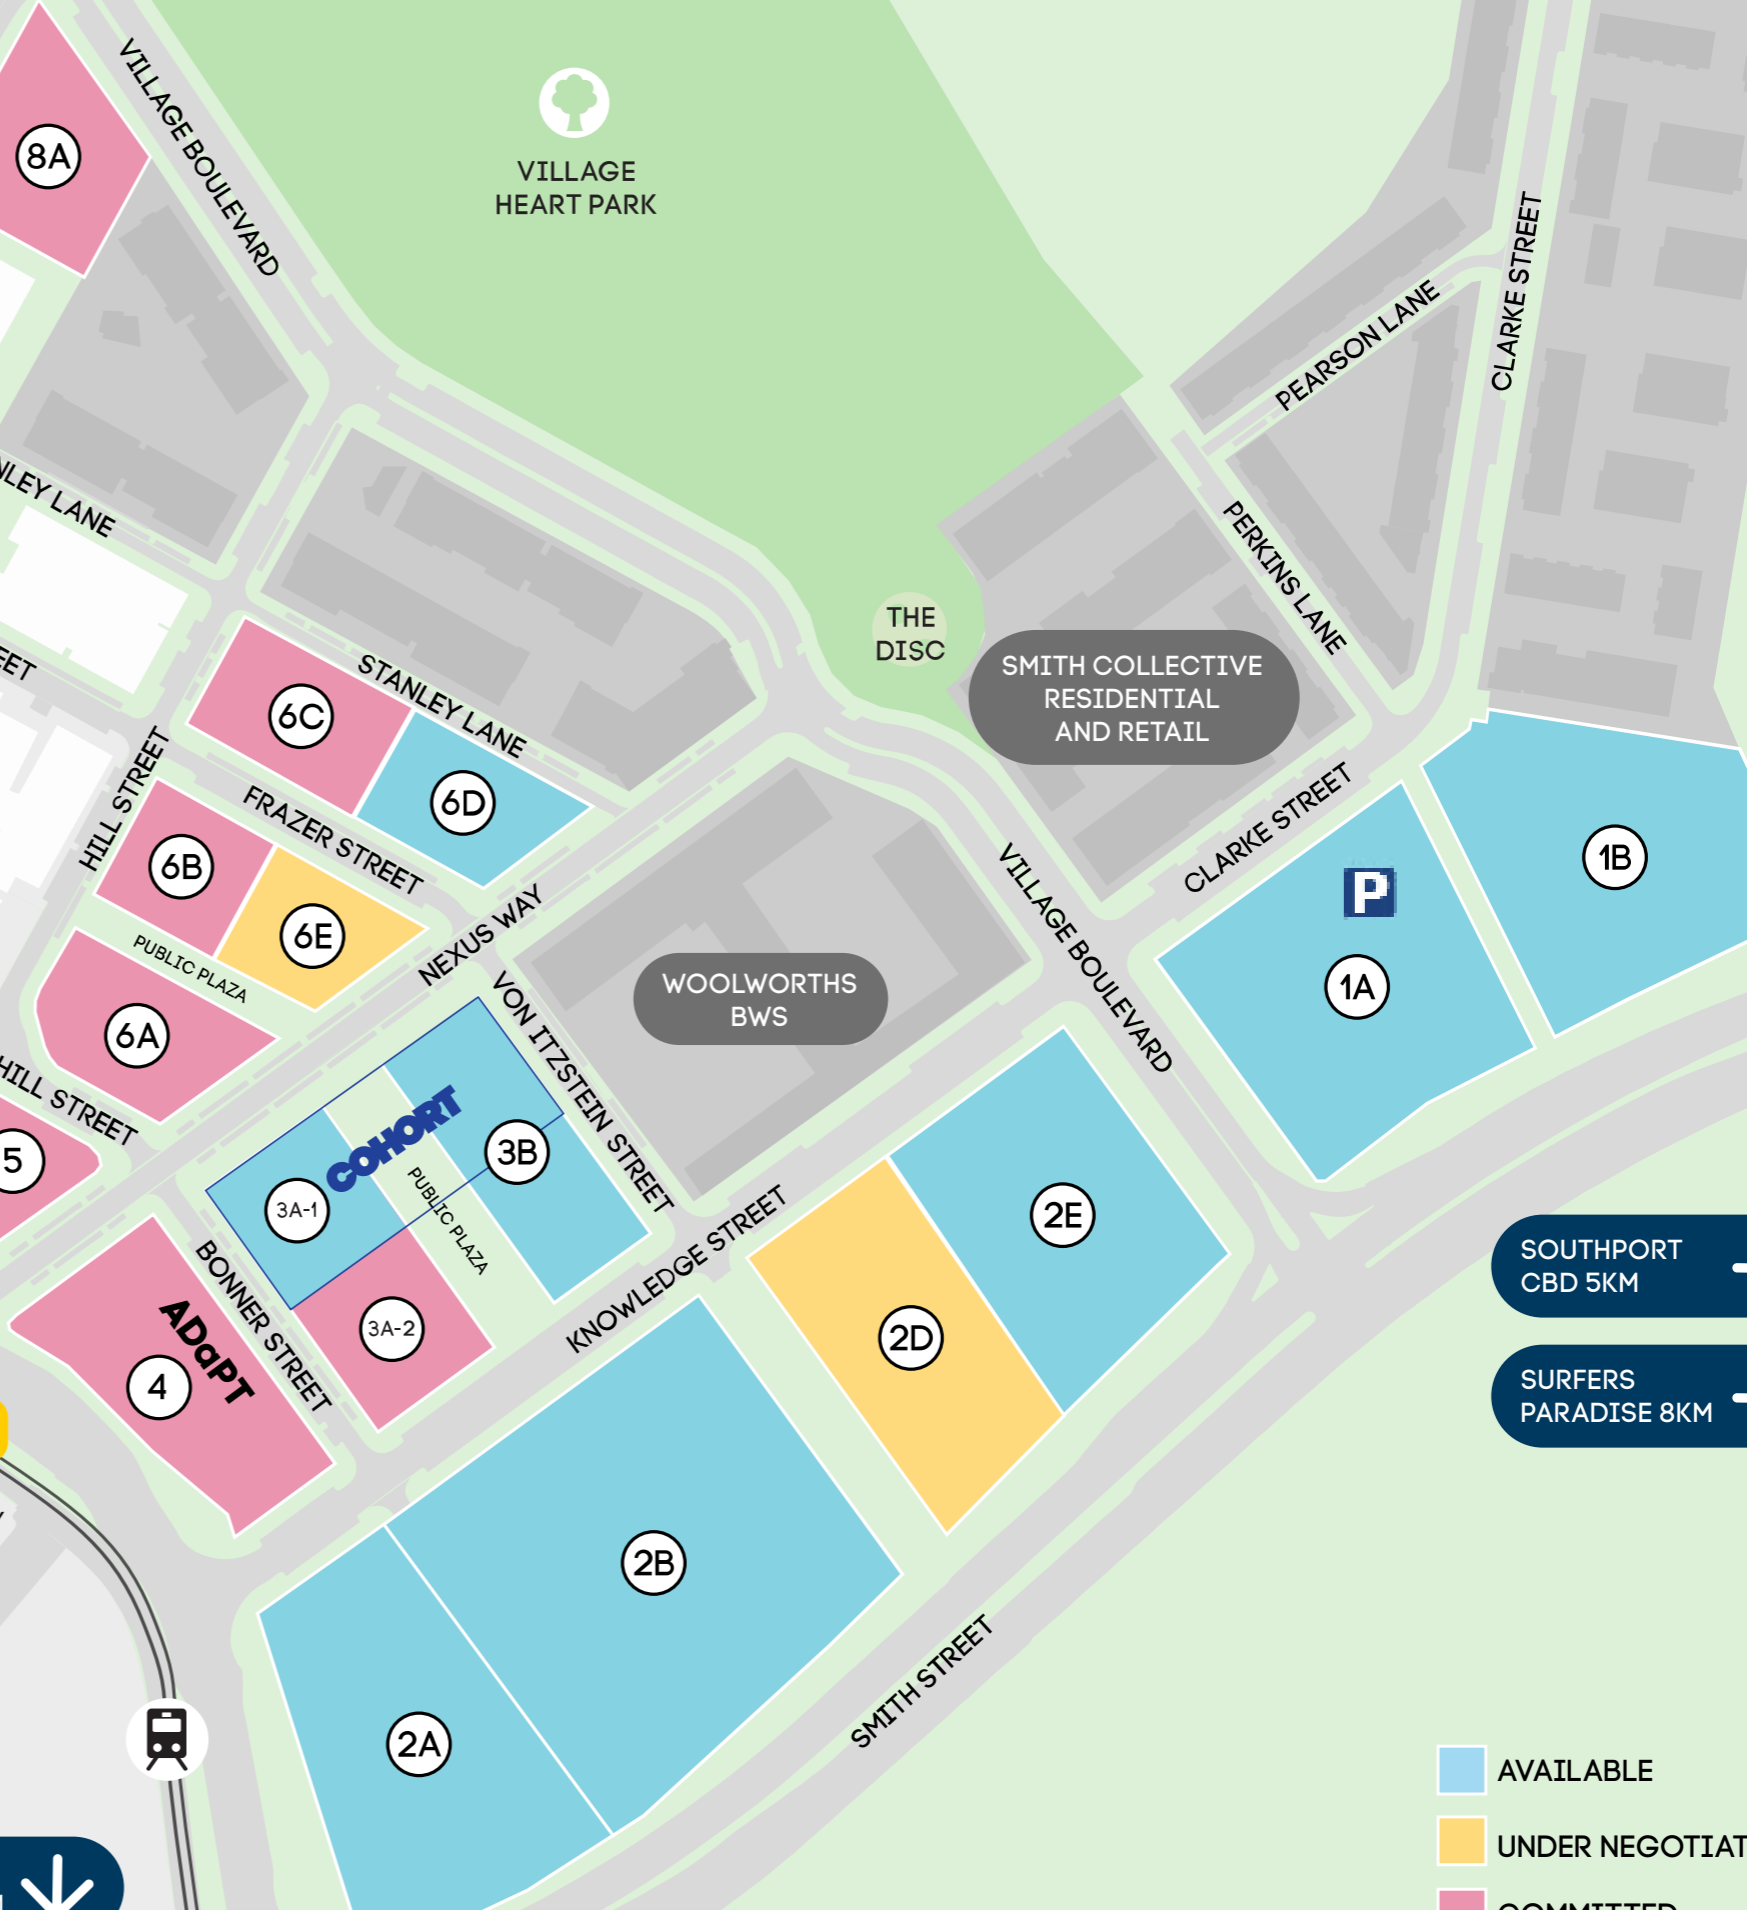 VILLAGE BOULEVARD
8A
VILLAGE
HEART PARK
CLARKE STREET
PEARSON LANE
LEY LANE
PERKINS LANE
THE
DISC
SMITH COLLECTIVE
RESIDENTIAL
AND RETAIL
STANLEY LANE
6C
6D
HILL STREET
FRAZER STREET
CLARKE STREET
6B
6E
NEXUS WAY
PUBLIC PLAZA
6A
P
1A
1B
VILLAGE BOULEVARD
WOOLWORTHS
BWS
VON ITZSTEIN STREET
HILL STREET
5
COHORT
3B
3A-1
PUBLIC PLAZA
KNOWLEDGE STREET
2E
BONNER STREET
ADaPT
4
3A-2
2D
SOUTHPORT
CBD 5KM
SURFERS
PARADISE 8KM
2B
2A
SMITH STREET
AVAILABLE
UNDER NEGOTIAT
COMMITTED